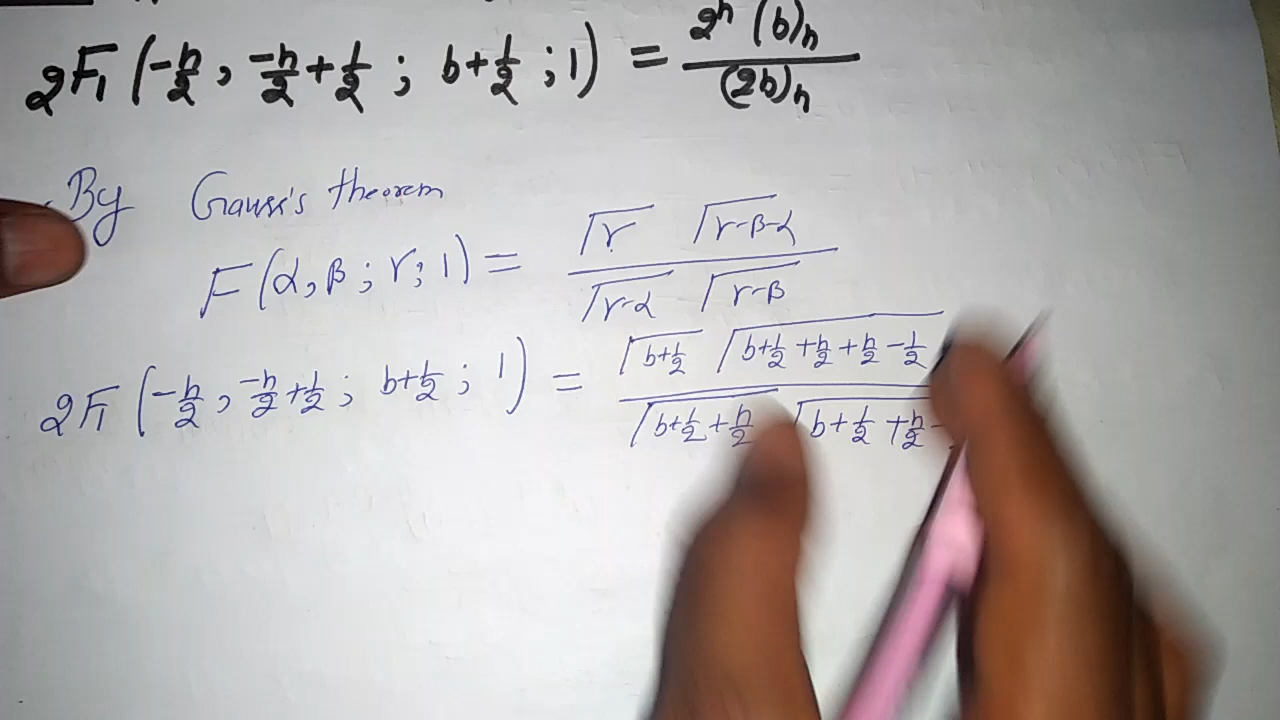 2F1 (-n/2, -n/2 + 1/2 ; b + 1/2 ; 1) = 2^n (b)n / (2b)n
By Gauss's theorem
F(α, β ; γ ; 1) = Γγ Γγ-β-α / Γγ-α Γγ-β
2F1 (-n/2, -n/2 + 1/2 ; b + 1/2 ; 1) = Γb+1/2 Γb+1/2+n/2+n/2-1/2 / Γb+1/2+n/2 Γb+1/2+n/2-